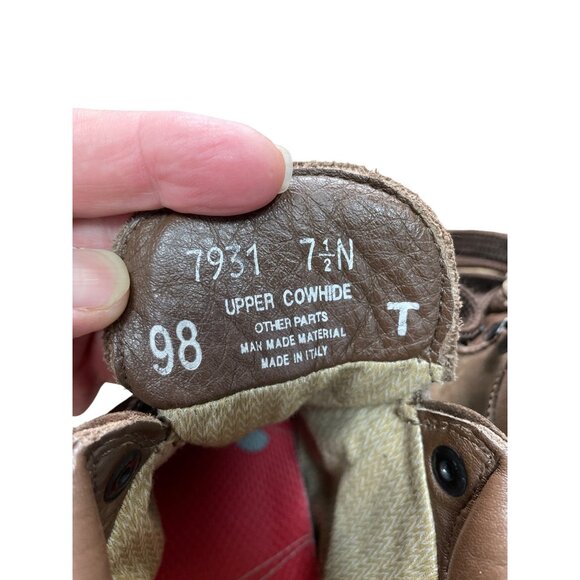 7931 7½N
UPPER COWHIDE
OTHER PARTS
MAN MADE MATERIAL
MADE IN ITALY
98
T